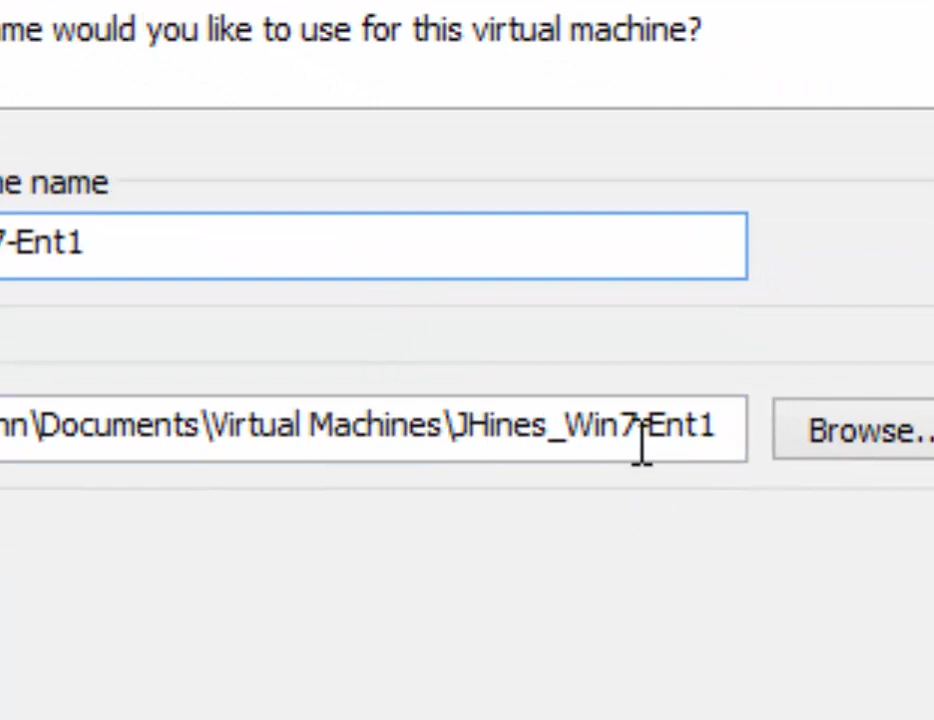 me would you like to use for this virtual machine?
ne name
7-Ent1
nn\Documents\Virtual Machines\JHines_Win7-Ent1
Browse..